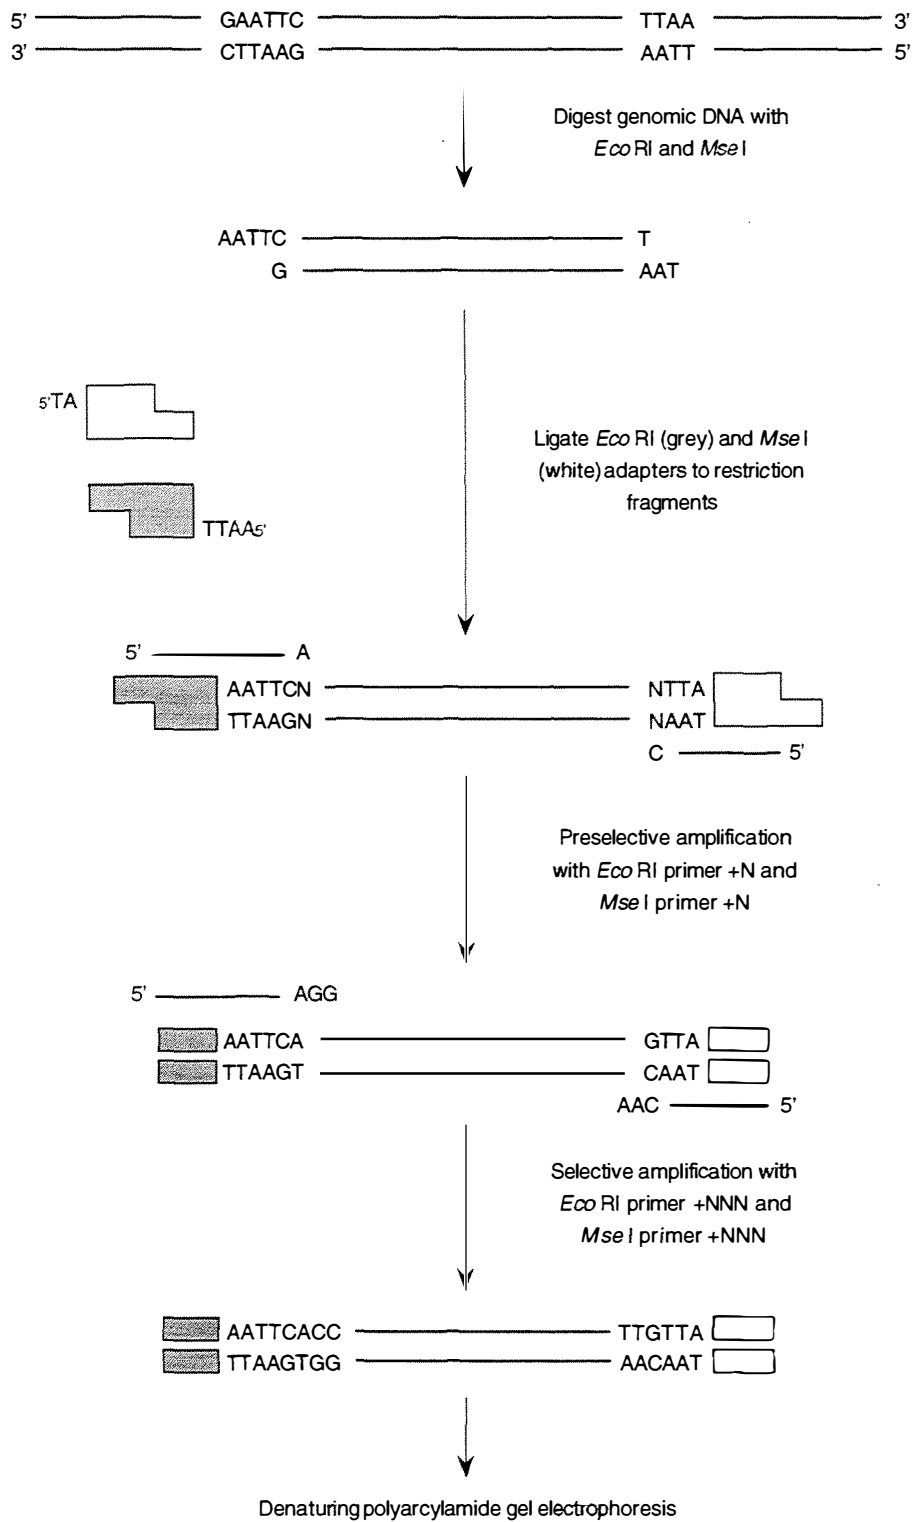 5' GAATTC TTAA 3'
3' CTTAAG AATT 5'
Digest genomic DNA with
Eco RI and Mse I
AATTC T
G AAT
5'TA
Ligate Eco RI (grey) and Mse I
(white) adapters to restriction
fragments
TTAA5'
5' A
AATTCN NTTA
TTAAGN NAAT
C 5'
Preselective amplification
with Eco RI primer +N and
Mse I primer +N
5' AGG
AATTCA GTTA
TTAAGT CAAT
AAC 5'
Selective amplification with
Eco RI primer +NNN and
Mse I primer +NNN
AATTCACC TTGTTA
TTAAGTGG AACAAT
Denaturing polyarcylamide gel electrophoresis